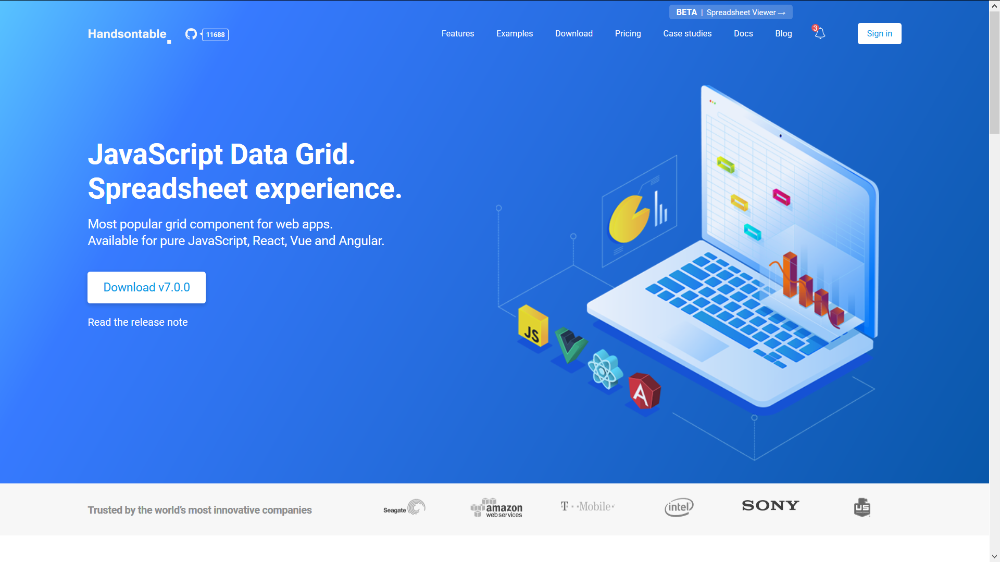 BETA | Spreadsheet Viewer →
Handsontable
11688
Features Examples Download Pricing Case studies Docs Blog
3
Sign in
JavaScript Data Grid.
Spreadsheet experience.
Most popular grid component for web apps.
Available for pure JavaScript, React, Vue and Angular.
Download v7.0.0
Read the release note
JS
A
Trusted by the world's most innovative companies
Seagate
amazon
webservices
T··Mobile·
intel
SONY
US